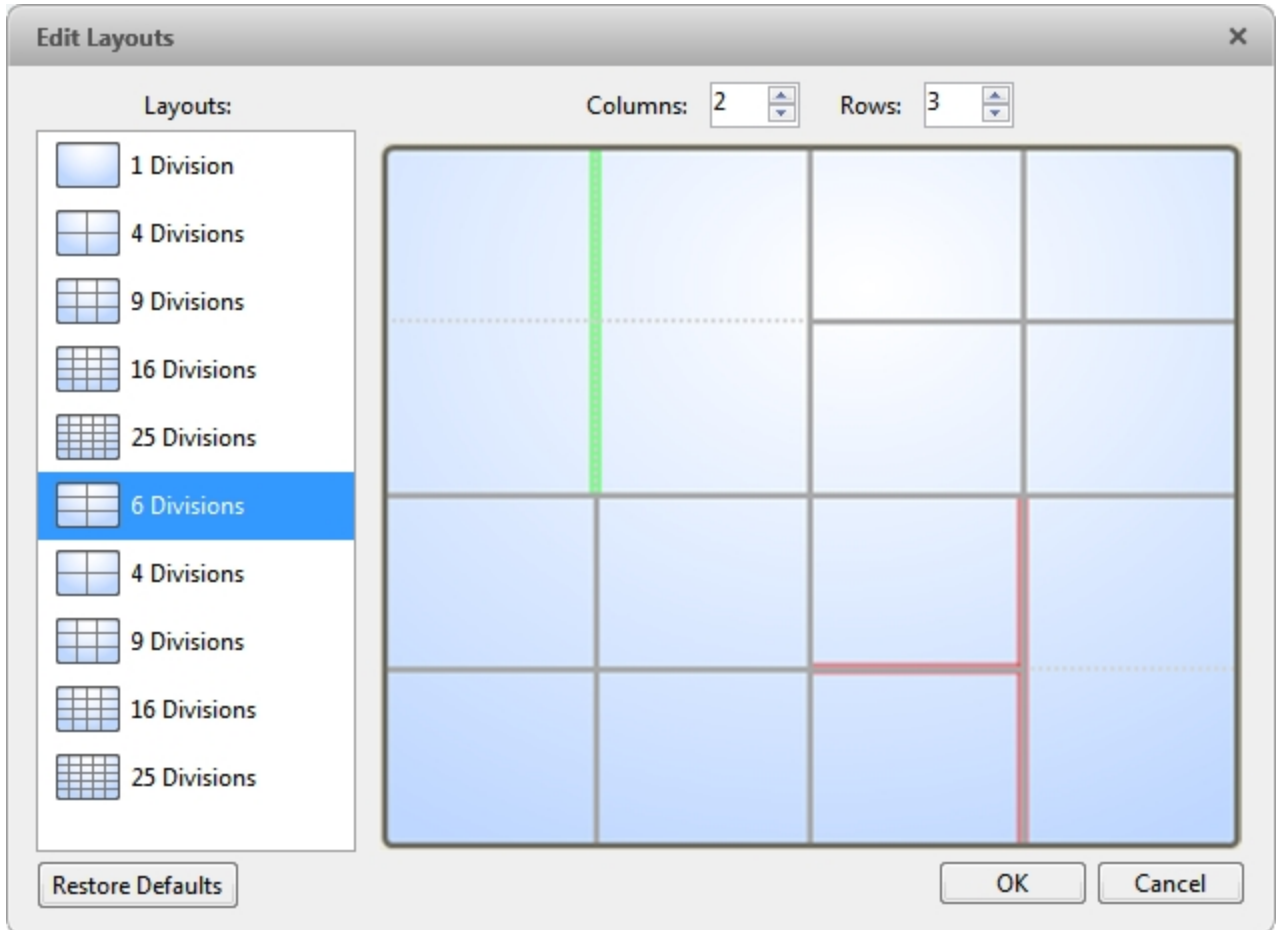 Edit Layouts
Layouts:
Columns: 2 Rows: 3
1 Division
4 Divisions
9 Divisions
16 Divisions
25 Divisions
6 Divisions
4 Divisions
9 Divisions
16 Divisions
25 Divisions
Restore Defaults
OK Cancel